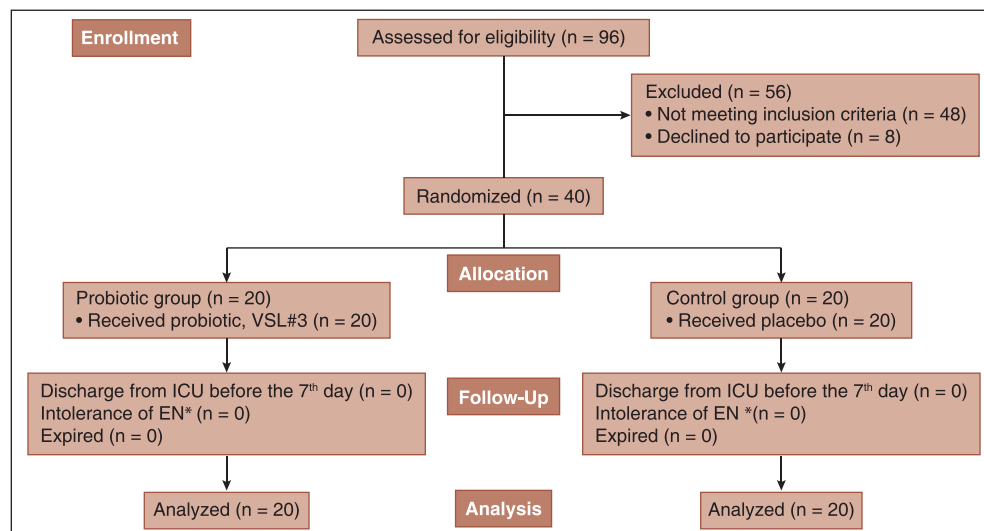 Enrollment
Assessed for eligibility (n = 96)
Excluded (n = 56)
• Not meeting inclusion criteria (n = 48)
• Declined to participate (n = 8)
Randomized (n = 40)
Allocation
Probiotic group (n = 20)
• Received probiotic, VSL#3 (n = 20)
Control group (n = 20)
• Received placebo (n = 20)
Discharge from ICU before the 7th day (n = 0)
Intolerance of EN* (n = 0)
Expired (n = 0)
Follow-Up
Discharge from ICU before the 7th day (n = 0)
Intolerance of EN *(n = 0)
Expired (n = 0)
Analyzed (n = 20)
Analysis
Analyzed (n = 20)